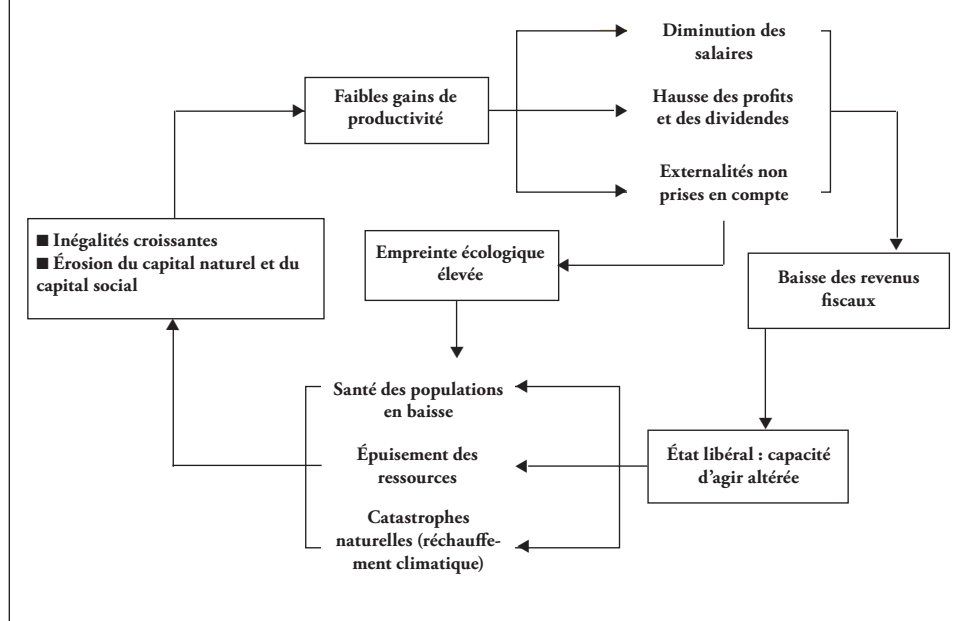 Diminution des
salaires
Faibles gains de
productivité
Hausse des profits
et des dividendes
Externalités non
prises en compte
■ Inégalités croissantes
■ Érosion du capital naturel et du
capital social
Empreinte écologique
élevée
Baisse des revenus
fiscaux
Santé des populations
en baisse
Épuisement des
ressources
État libéral : capacité
d'agir altérée
Catastrophes
naturelles (réchauffe-
ment climatique)